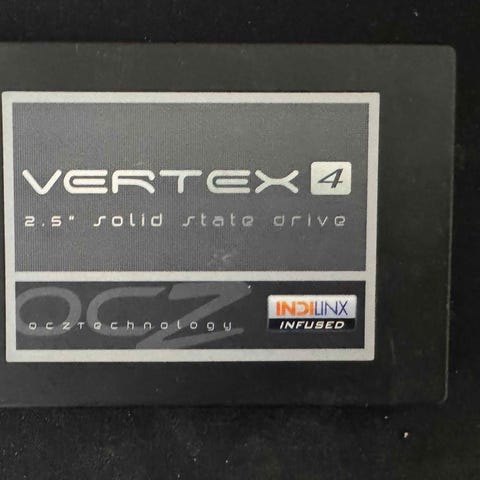 VERTEX 4
2.5" solid state drive
OCZ
OCZTechnology
INDILINX
INFUSED